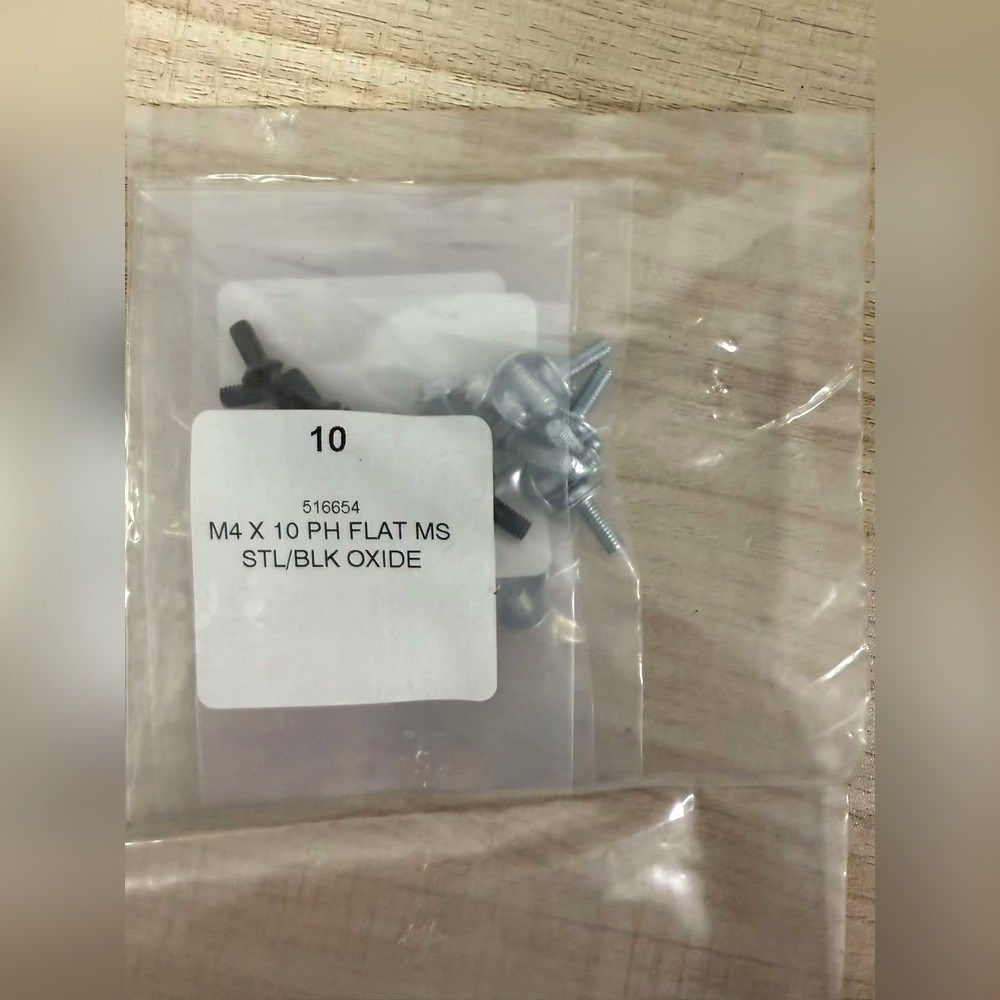 10
516654
M4 X 10 PH FLAT MS
STL/BLK OXIDE